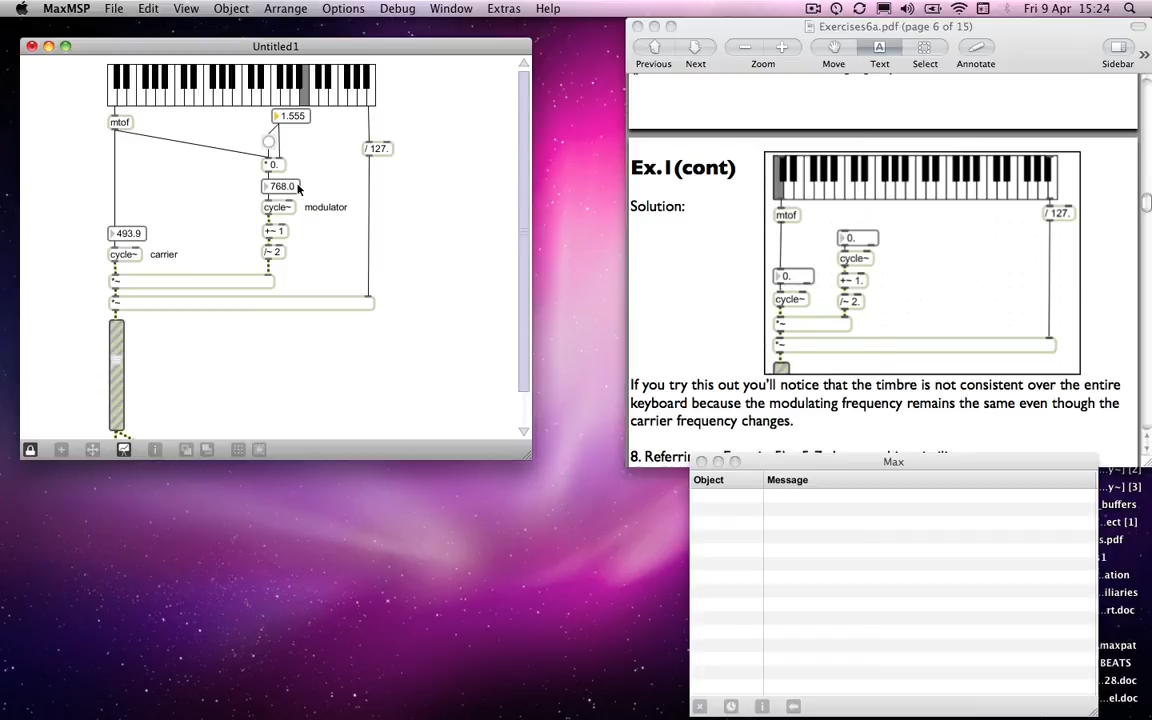 MaxMSP File Edit View Object Arrange Options Debug Window Extras Help Fri 9 Apr 15:24
Untitled1
1.555
mtof
/ 127.
* 0.
768.0
cycle~ modulator
+~ 1
493.9
/~ 2
cycle~ carrier
*~
*~
Exercises6a.pdf (page 6 of 15)
Previous Next Zoom Move Text Select Annotate Sidebar
Ex.1(cont)
Solution:
mtof
/ 127.
0.
cycle~
0.
+~ 1.
cycle~
/~ 2.
*~
*~
If you try this out you'll notice that the timbre is not consistent over the entire
keyboard because the modulating frequency remains the same even though the
carrier frequency changes.
Max
Object Message
...y~] [2]
...y~] [3]
_buffers
...ect [1]
s.pdf
...ation
...iliaries
...rt.doc
.maxpat
BEATS
...28.doc
...el.doc